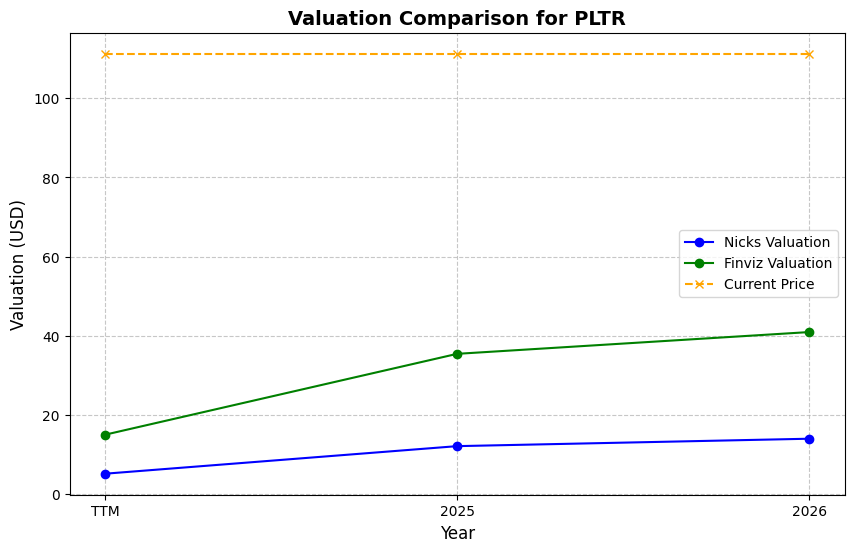 Valuation Comparison for PLTR
Valuation (USD)
100
80
60
40
20
0
Nicks Valuation
Finviz Valuation
Current Price
TTM
2025
2026
Year